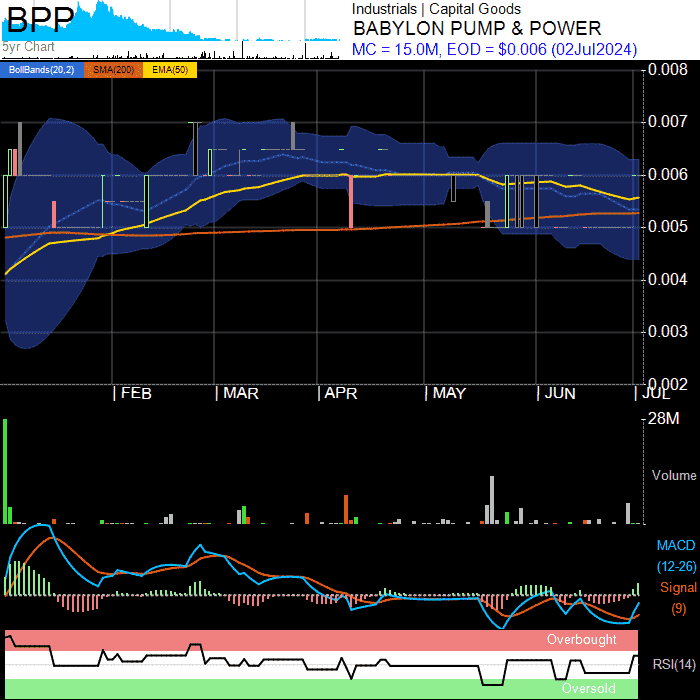 BPP
5yr Chart
Industrials | Capital Goods
BABYLON PUMP & POWER
MC = 15.0M, EOD = $0.006 (02Jul2024)
BollBands(20,2) SMA(200) EMA(50)
0.008
0.007
0.006
0.005
0.004
0.003
0.002
FEB MAR APR MAY JUN JUL
28M
Volume
MACD
(12-26)
Signal
(9)
Overbought
RSI(14)
Oversold